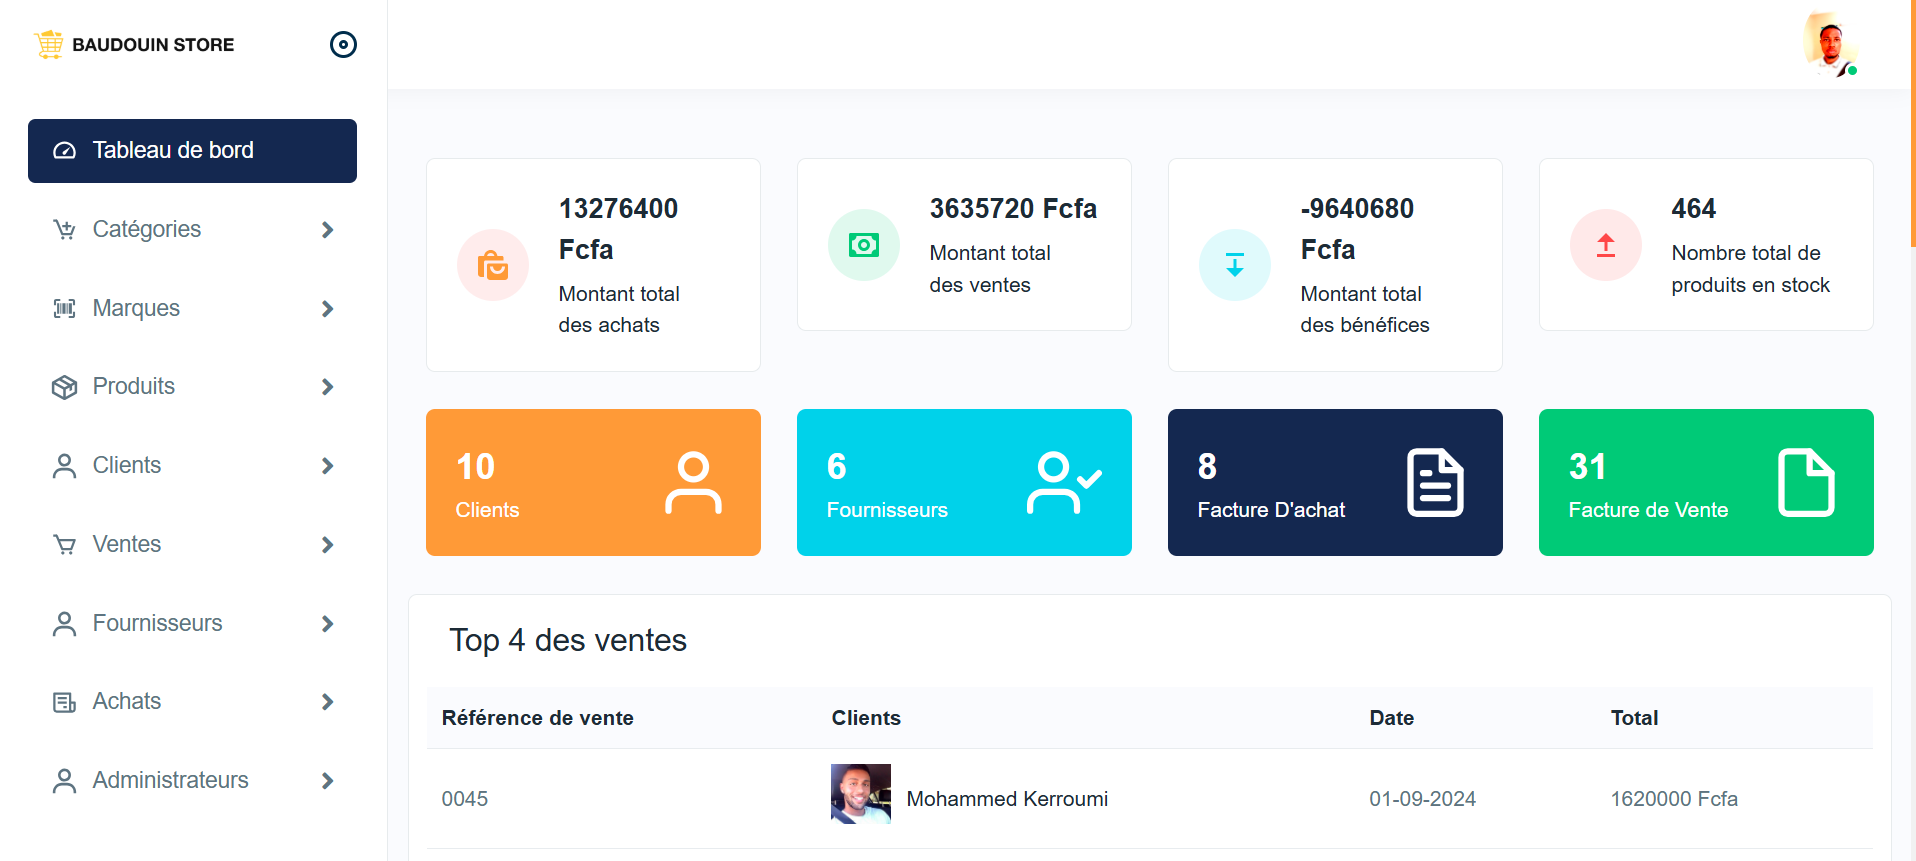 BAUDOUIN STORE
Tableau de bord
Catégories
Marques
Produits
Clients
Ventes
Fournisseurs
Achats
Administrateurs
13276400
Fcfa
Montant total
des achats
3635720 Fcfa
Montant total
des ventes
-9640680
Fcfa
Montant total
des bénéfices
464
Nombre total de
produits en stock
10
Clients
6
Fournisseurs
8
Facture D'achat
31
Facture de Vente
Top 4 des ventes
Référence de vente Clients Date Total
0045 Mohammed Kerroumi 01-09-2024 1620000 Fcfa